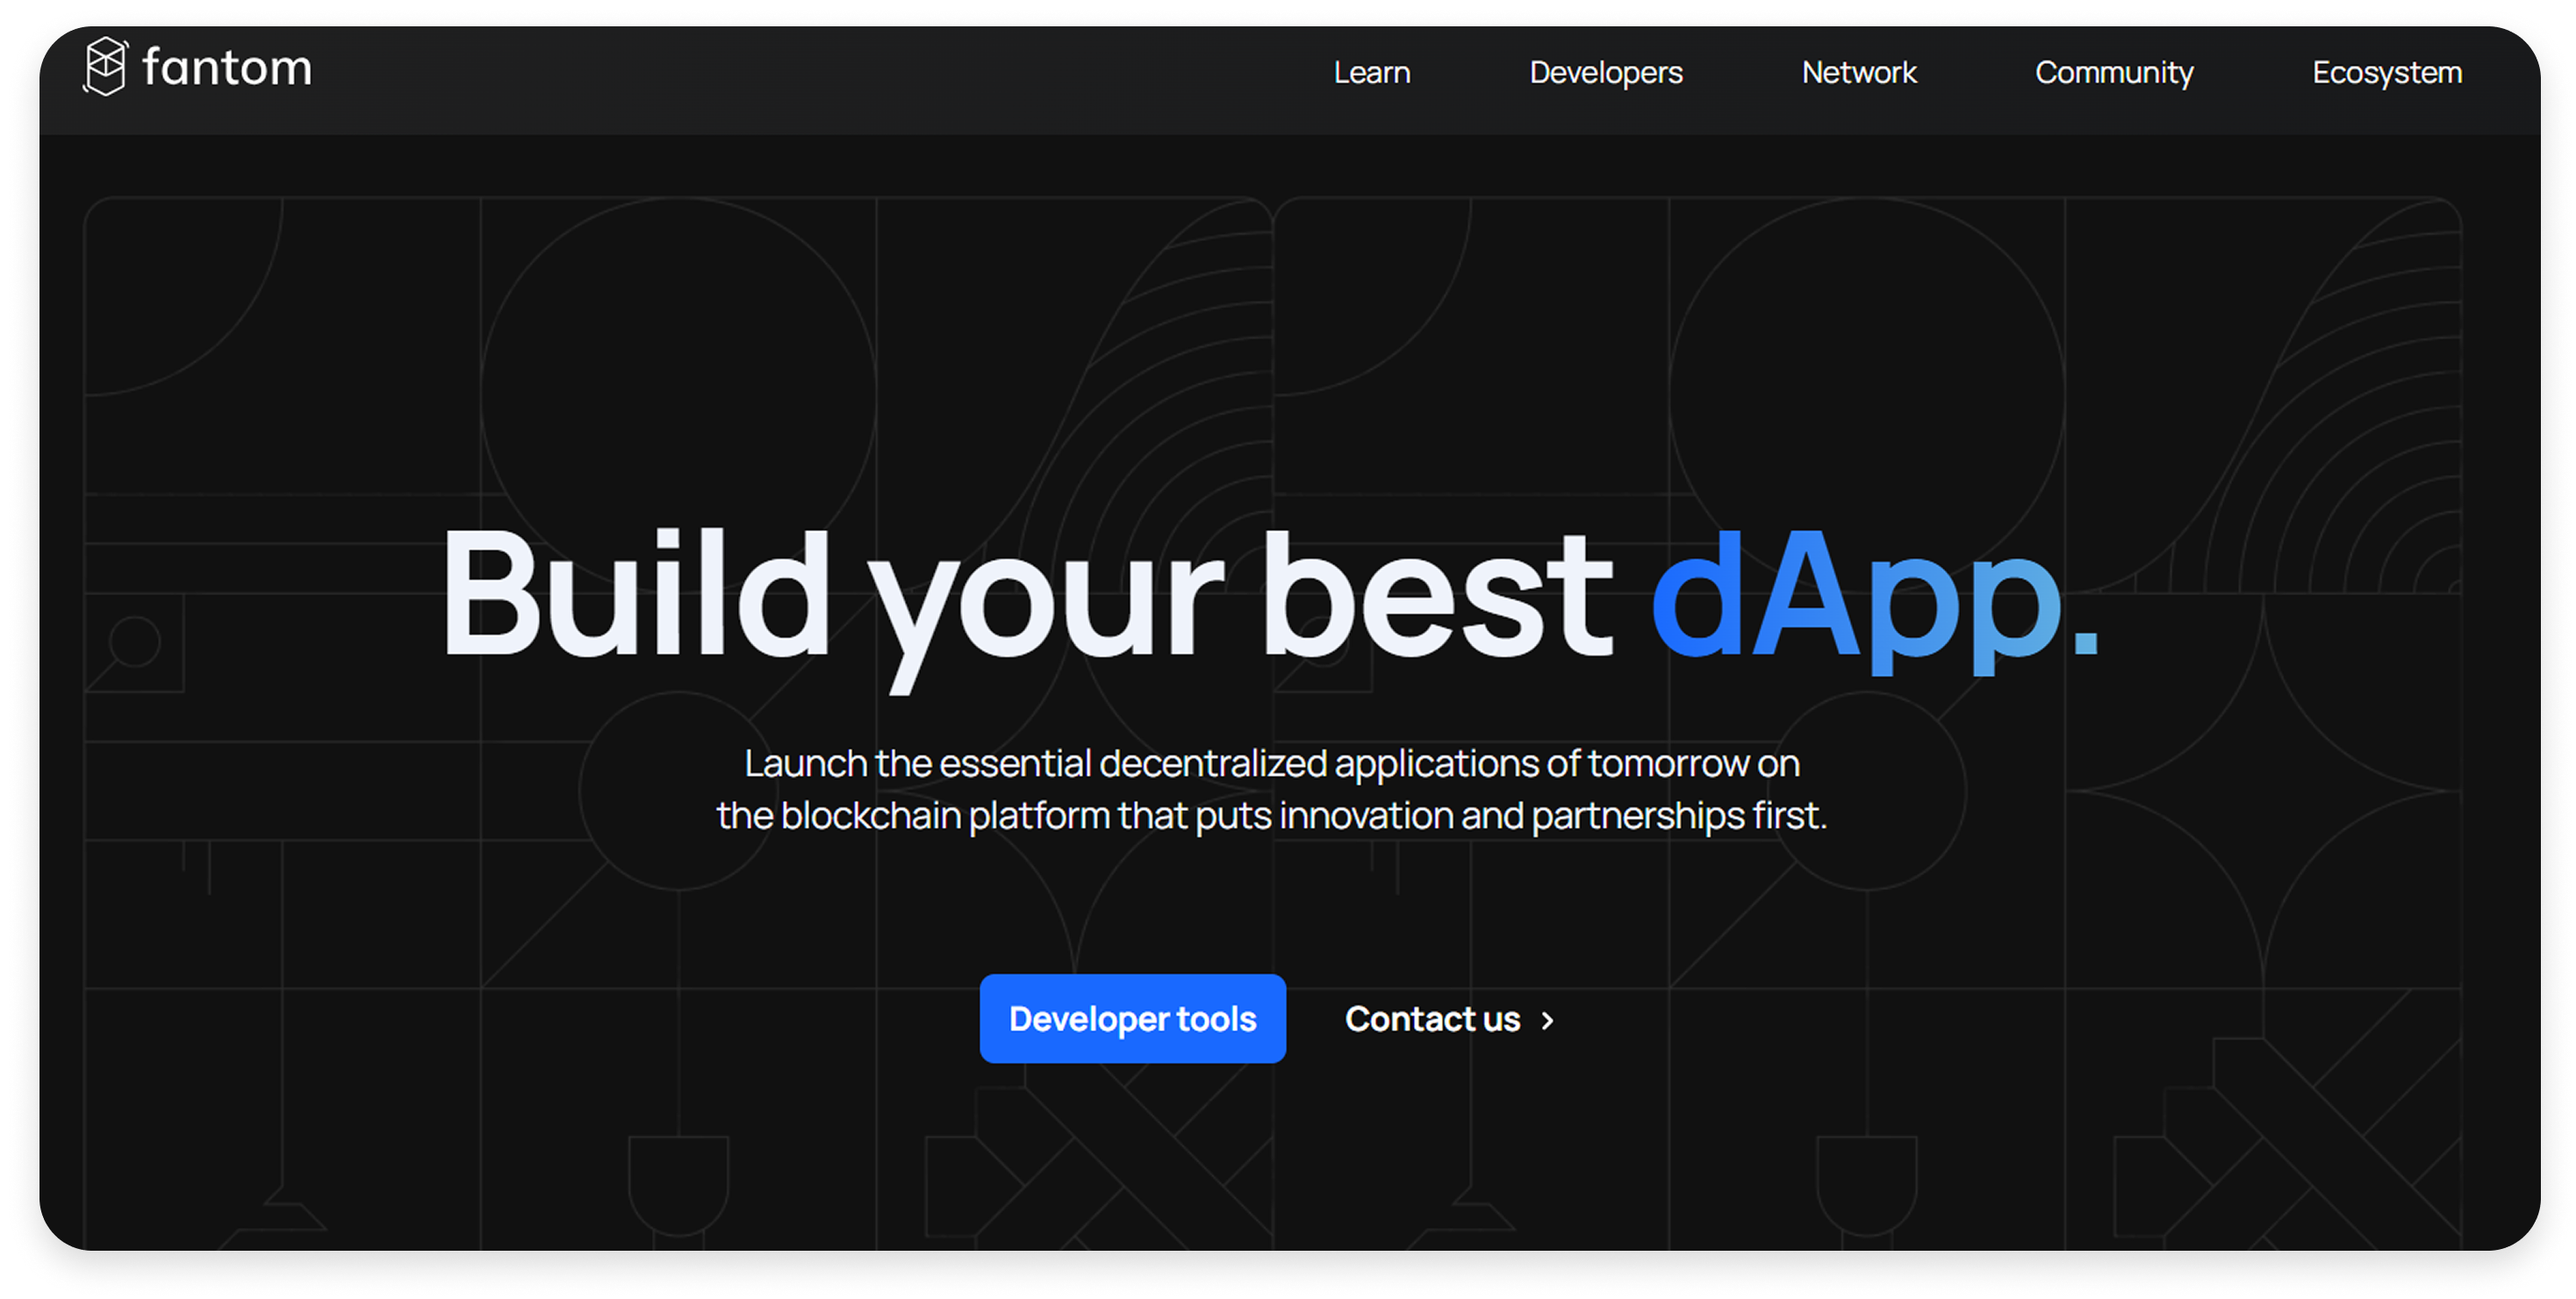 fantom
Learn
Developers
Network
Community
Ecosystem
Build your best dApp.
Launch the essential decentralized applications of tomorrow on
the blockchain platform that puts innovation and partnerships first.
Developer tools
Contact us